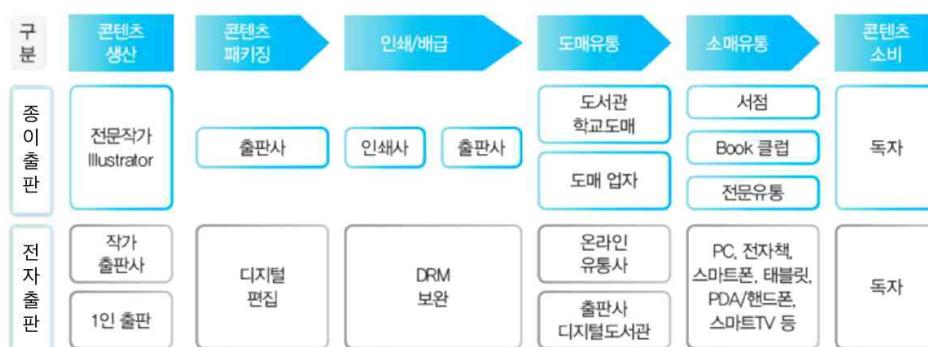 구
분
콘텐츠
생산
콘텐츠
패키징
인쇄/배급
도매유통
소매유통
콘텐츠
소비
종
이
출
판
전문작가
Illustrator
출판사
인쇄사
출판사
도서관
학교도매
도매 업자
서점
Book 클럽
전문유통
독자
전
자
출
판
작가
출판사
1인 출판
디지털
편집
DRM
보완
온라인
유통사
출판사
디지털도서관
PC, 전자책,
스마트폰, 태블릿,
PDA/핸드폰,
스마트TV 등
독자